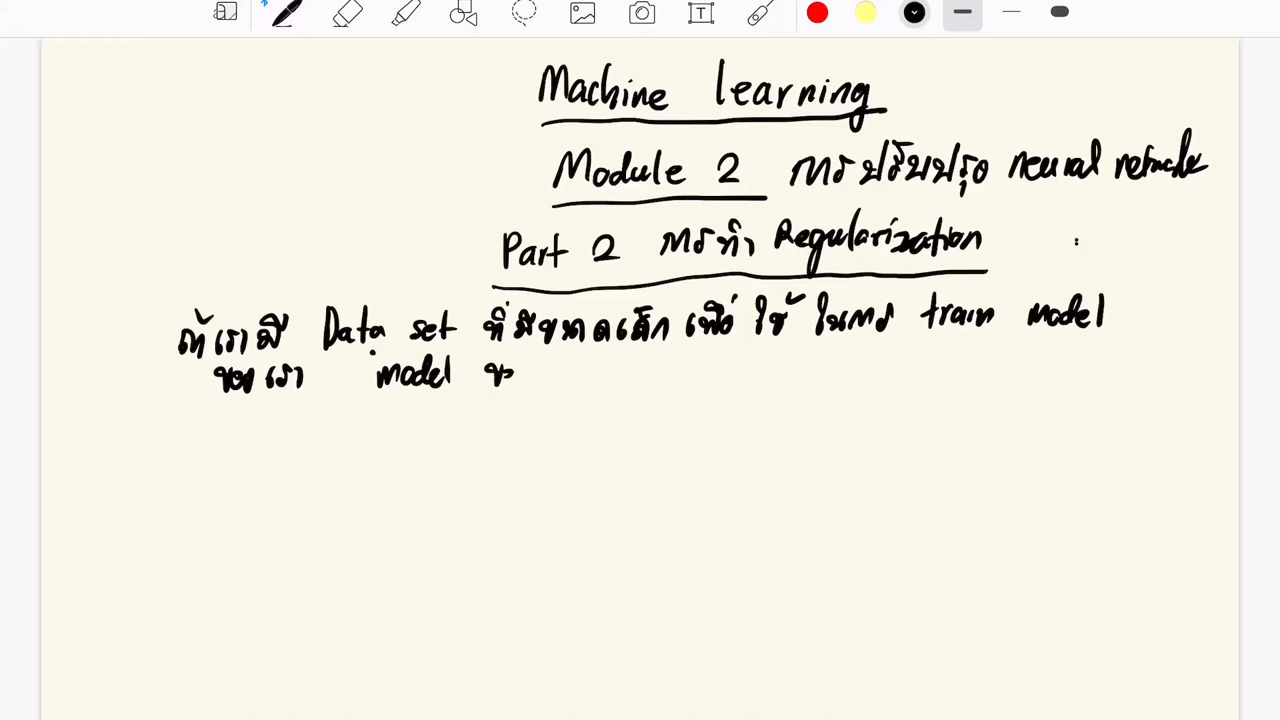 Machine learning
Module 2 การปรับปรุง neural network
Part 2 การทำ Regularization
ถ้าเรามี Data set ที่มีขนาดเล็ก เพื่อใช้ในการ train model
ของเรา model จะ